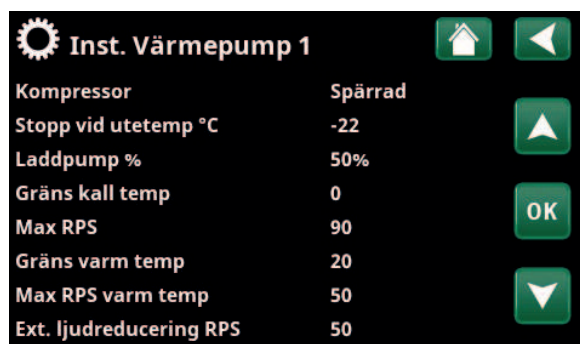 Inst. Värmepump 1
Kompressor Spärrad
Stopp vid utetemp °C -22
Laddpump % 50%
Gräns kall temp 0
Max RPS 90
OK
Gräns varm temp 20
Max RPS varm temp 50
Ext. ljudreducering RPS 50